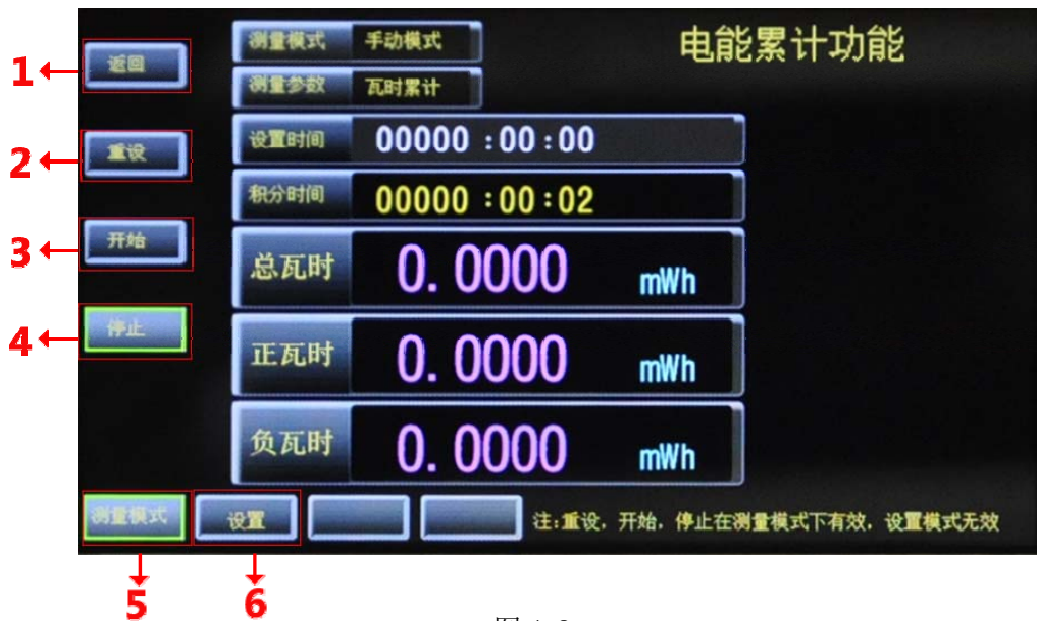 电能累计功能
测量模式 手动模式
测量参数 瓦时累计
1 返回
设置时间 00000 :00:00
2 重设
积分时间 00000 :00:02
3 开始
总瓦时 0.0000 mWh
4 停止
正瓦时 0.0000 mWh
负瓦时 0.0000 mWh
测量模式 设置 注:重设，开始，停止在测量模式下有效，设置模式无效
5 6